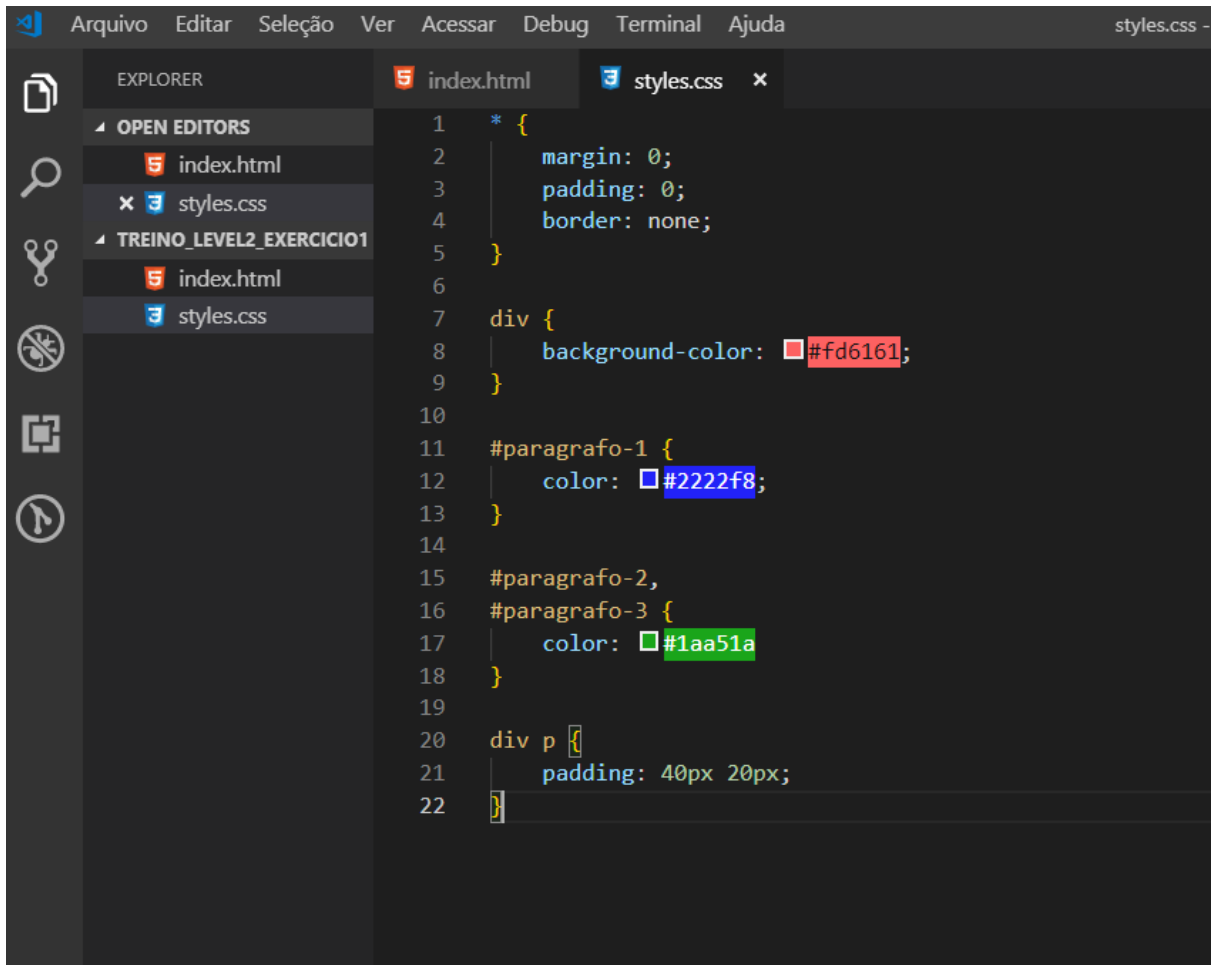 Arquivo Editar Seleção Ver Acessar Debug Terminal Ajuda styles.css -
EXPLORER
OPEN EDITORS
index.html
styles.css
TREINO_LEVEL2_EXERCICIO1
index.html
styles.css
index.html styles.css
1 * {
2 margin: 0;
3 padding: 0;
4 border: none;
5 }
6
7 div {
8 background-color: #fd6161;
9 }
10
11 #paragrafo-1 {
12 color: #2222f8;
13 }
14
15 #paragrafo-2,
16 #paragrafo-3 {
17 color: #1aa51a
18 }
19
20 div p {
21 padding: 40px 20px;
22 }